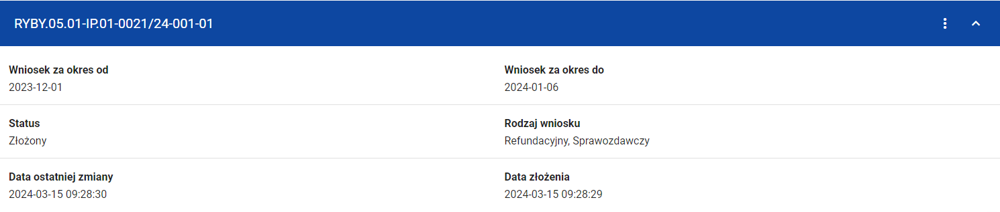 RYBY.05.01-IP.01-0021/24-001-01
Wniosek za okres od
2023-12-01
Wniosek za okres do
2024-01-06
Status
Złożony
Rodzaj wniosku
Refundacyjny, Sprawozdawczy
Data ostatniej zmiany
2024-03-15 09:28:30
Data złożenia
2024-03-15 09:28:29